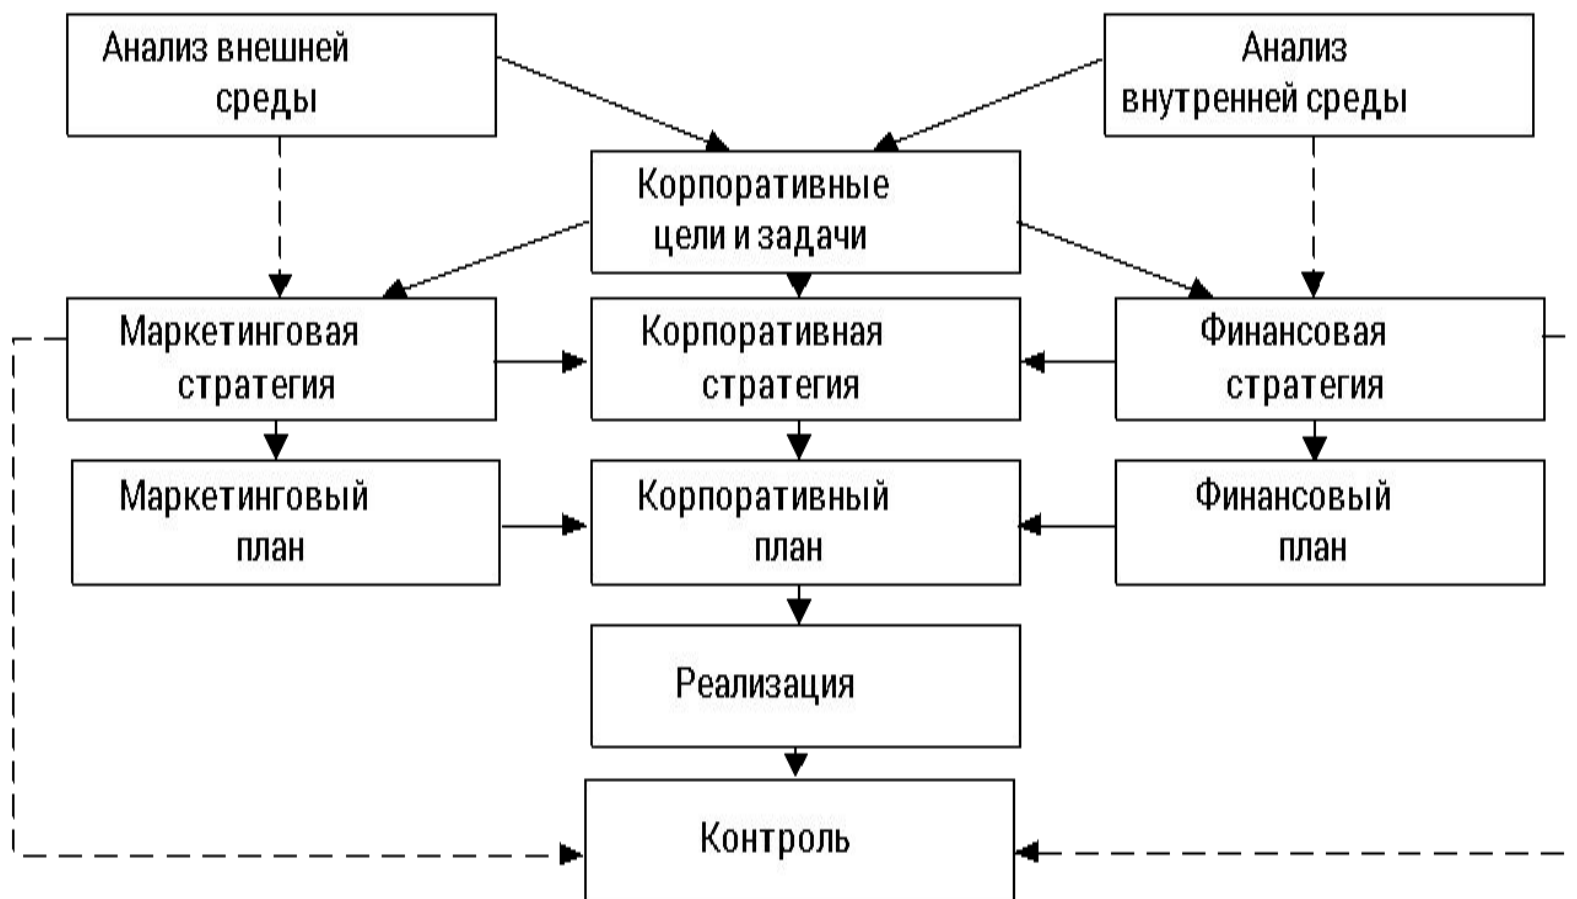 Анализ внешней
среды
Анализ
внутренней среды
Корпоративные
цели и задачи
Маркетинговая
стратегия
Корпоративная
стратегия
Финансовая
стратегия
Маркетинговый
план
Корпоративный
план
Финансовый
план
Реализация
Контроль